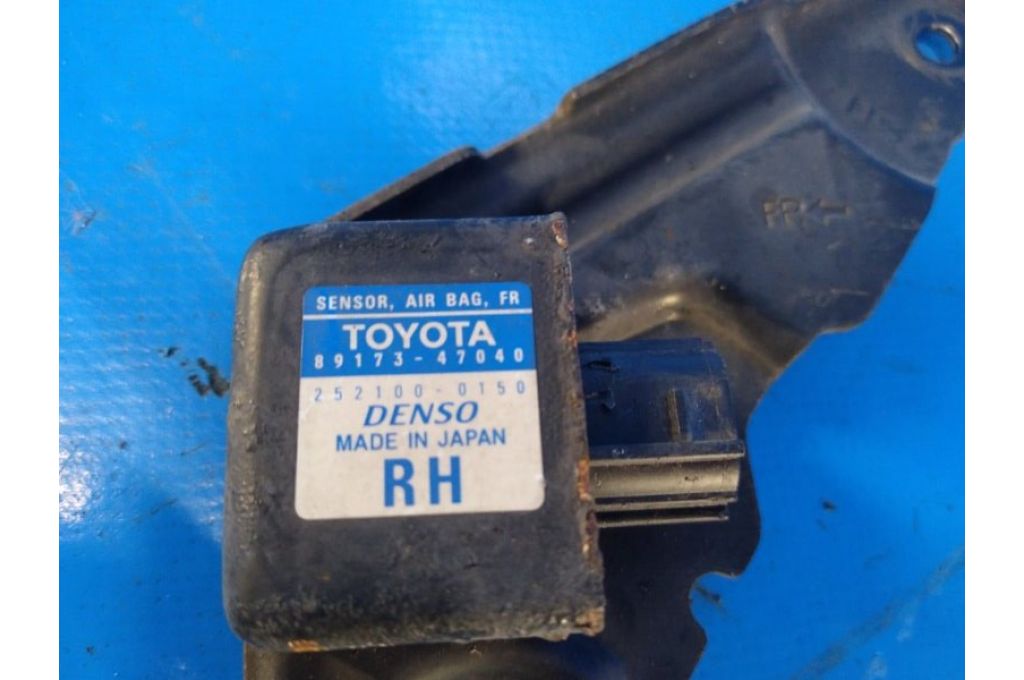 SENSOR, AIR BAG, FR
TOYOTA
89173-47040
252100-0150
DENSO
MADE IN JAPAN
RH